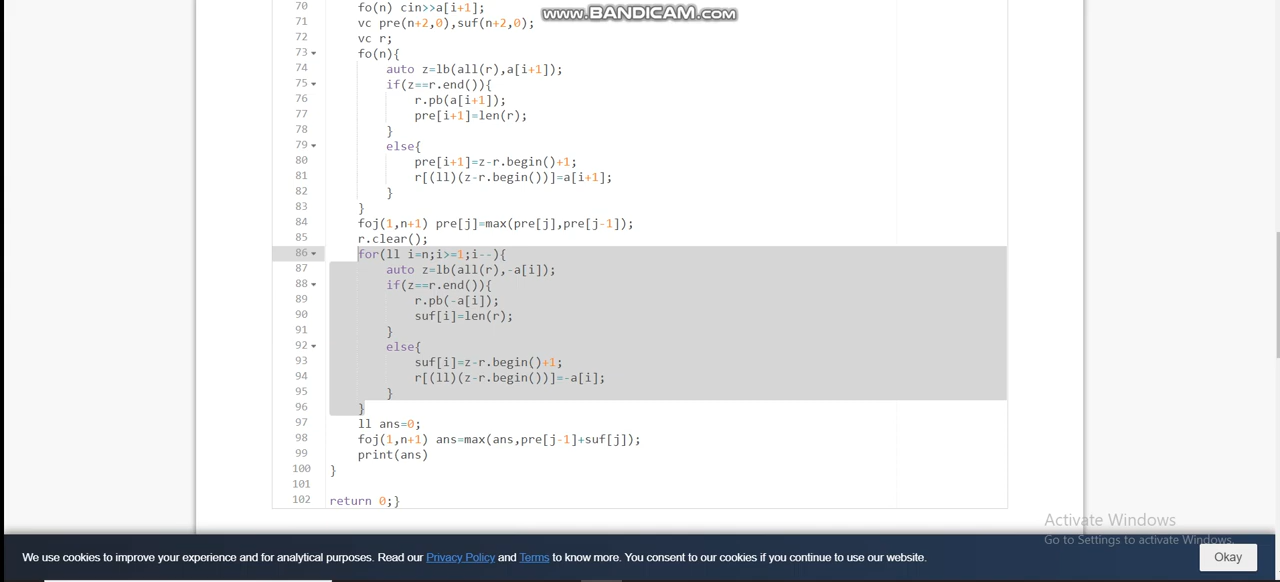 www.BANDICAM.com
70 fo(n) cin>>a[i+1];
71 vc pre(n+2,0),suf(n+2,0);
72 vc r;
73 fo(n){
74 auto z=lb(all(r),a[i+1]);
75 if(z==r.end()){
76 r.pb(a[i+1]);
77 pre[i+1]=len(r);
78 }
79 else{
80 pre[i+1]=z-r.begin()+1;
81 r[(ll)(z-r.begin())]=a[i+1];
82 }
83 }
84 foj(1,n+1) pre[j]=max(pre[j],pre[j-1]);
85 r.clear();
86 for(ll i=n;i>=1;i--){
87 auto z=lb(all(r),-a[i]);
88 if(z==r.end()){
89 r.pb(-a[i]);
90 suf[i]=len(r);
91 }
92 else{
93 suf[i]=z-r.begin()+1;
94 r[(ll)(z-r.begin())]=-a[i];
95 }
96 }
97 ll ans=0;
98 foj(1,n+1) ans=max(ans,pre[j-1]+suf[j]);
99 print(ans)
100 }
101
102 return 0;}
Activate Windows
Go to Settings to activate Windows.
We use cookies to improve your experience and for analytical purposes. Read our Privacy Policy and Terms to know more. You consent to our cookies if you continue to use our website.
Okay